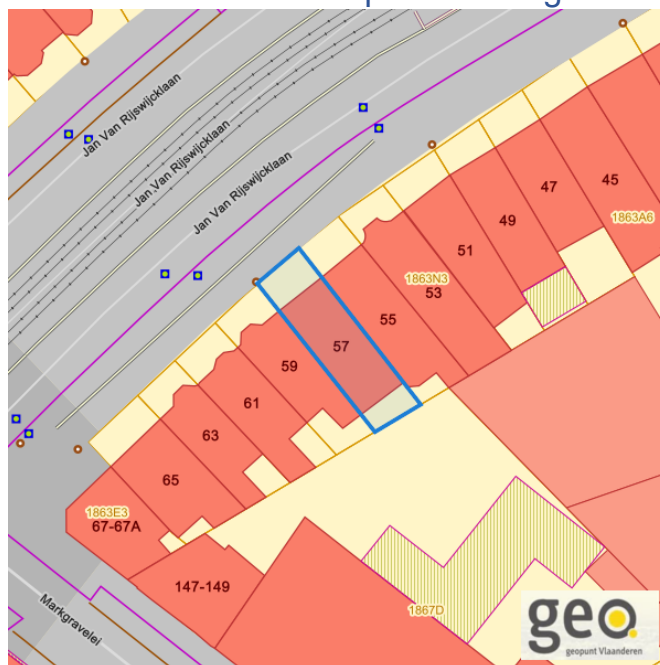 Jan Van Rijswijcklaan
Jan Van Rijswijcklaan
Jan Van Rijswijcklaan
45
1863A6
47
49
51
1863N3
53
55
57
59
61
63
65
1863E3
67-67A
147-149
Markgravelei
1867D
geo.
geopunt Vlaanderen